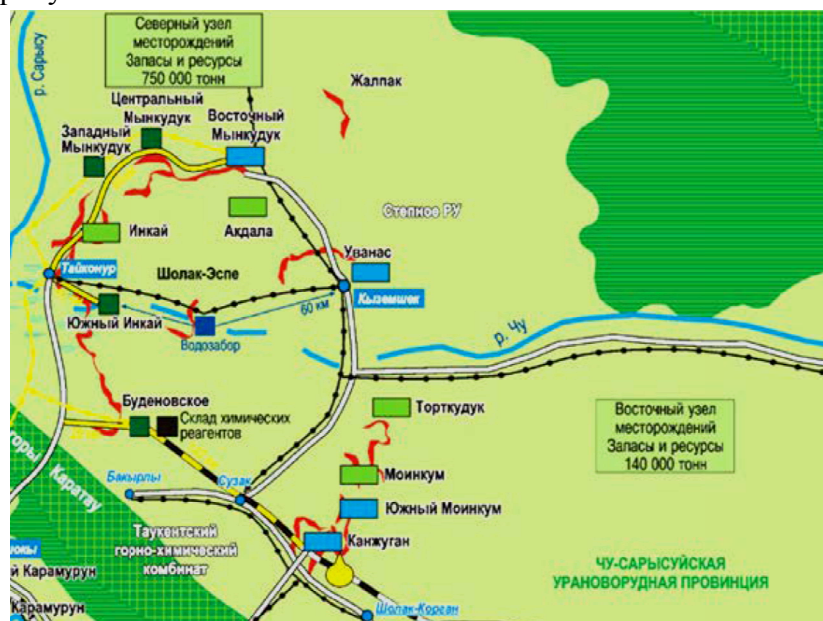 Северный узел
месторождений
Запасы и ресурсы
750 000 тонн
р. Сарысу
Жалпак
Центральный
Мынкудук
Восточный
Мынкудук
Западный
Мынкудук
Степное РУ
Инкай
Акдала
Уванас
Тайконур
Шолак-Эспе
Кыземшек
60 км
Южный Инкай
Водозабор
р. Чу
Буденовское
Склад химических
реагентов
Торткудук
Восточный узел
месторождений
Запасы и ресурсы
140 000 тонн
горы Каратау
Бакырлы
Сузак
Моинкум
Южный Моинкум
Таукентский
горно-химический
комбинат
Канжуган
ЧУ-САРЫСУЙСКАЯ
УРАНОВОРУДНАЯ ПРОВИНЦИЯ
й Карамурун
Карамурун
Шолак-Корган